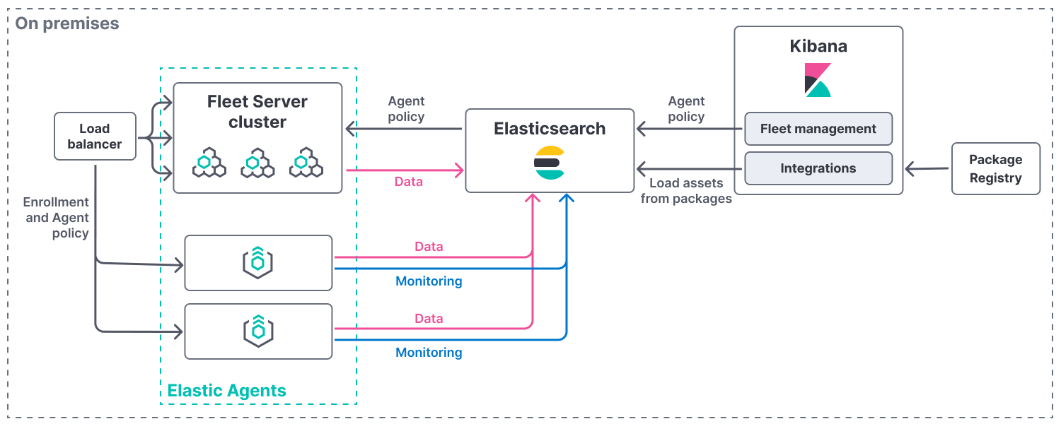 On premises
Kibana
Fleet Server
cluster
Agent
policy
Agent
policy
Load
balancer
Elasticsearch
Fleet management
Integrations
Package
Registry
Data
Load assets
from packages
Enrollment
and Agent
policy
Data
Monitoring
Data
Monitoring
Elastic Agents